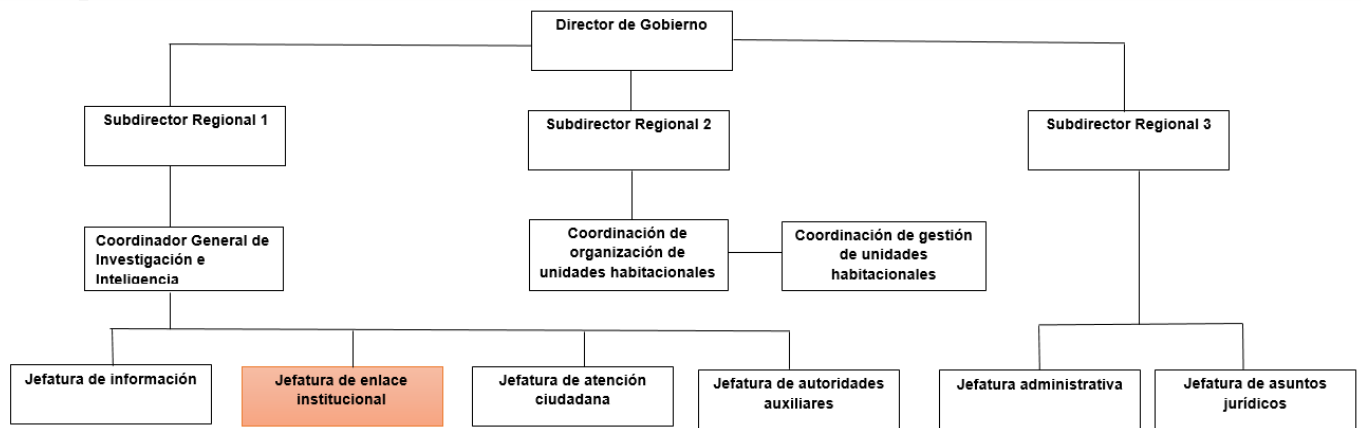 Director de Gobierno
Subdirector Regional 1
Subdirector Regional 2
Subdirector Regional 3
Coordinador General de
Investigación e
Inteligencia
Coordinación de
organización de
unidades habitacionales
Coordinación de gestión
de unidades
habitacionales
Jefatura de información
Jefatura de enlace
institucional
Jefatura de atención
ciudadana
Jefatura de autoridades
auxiliares
Jefatura administrativa
Jefatura de asuntos
jurídicos